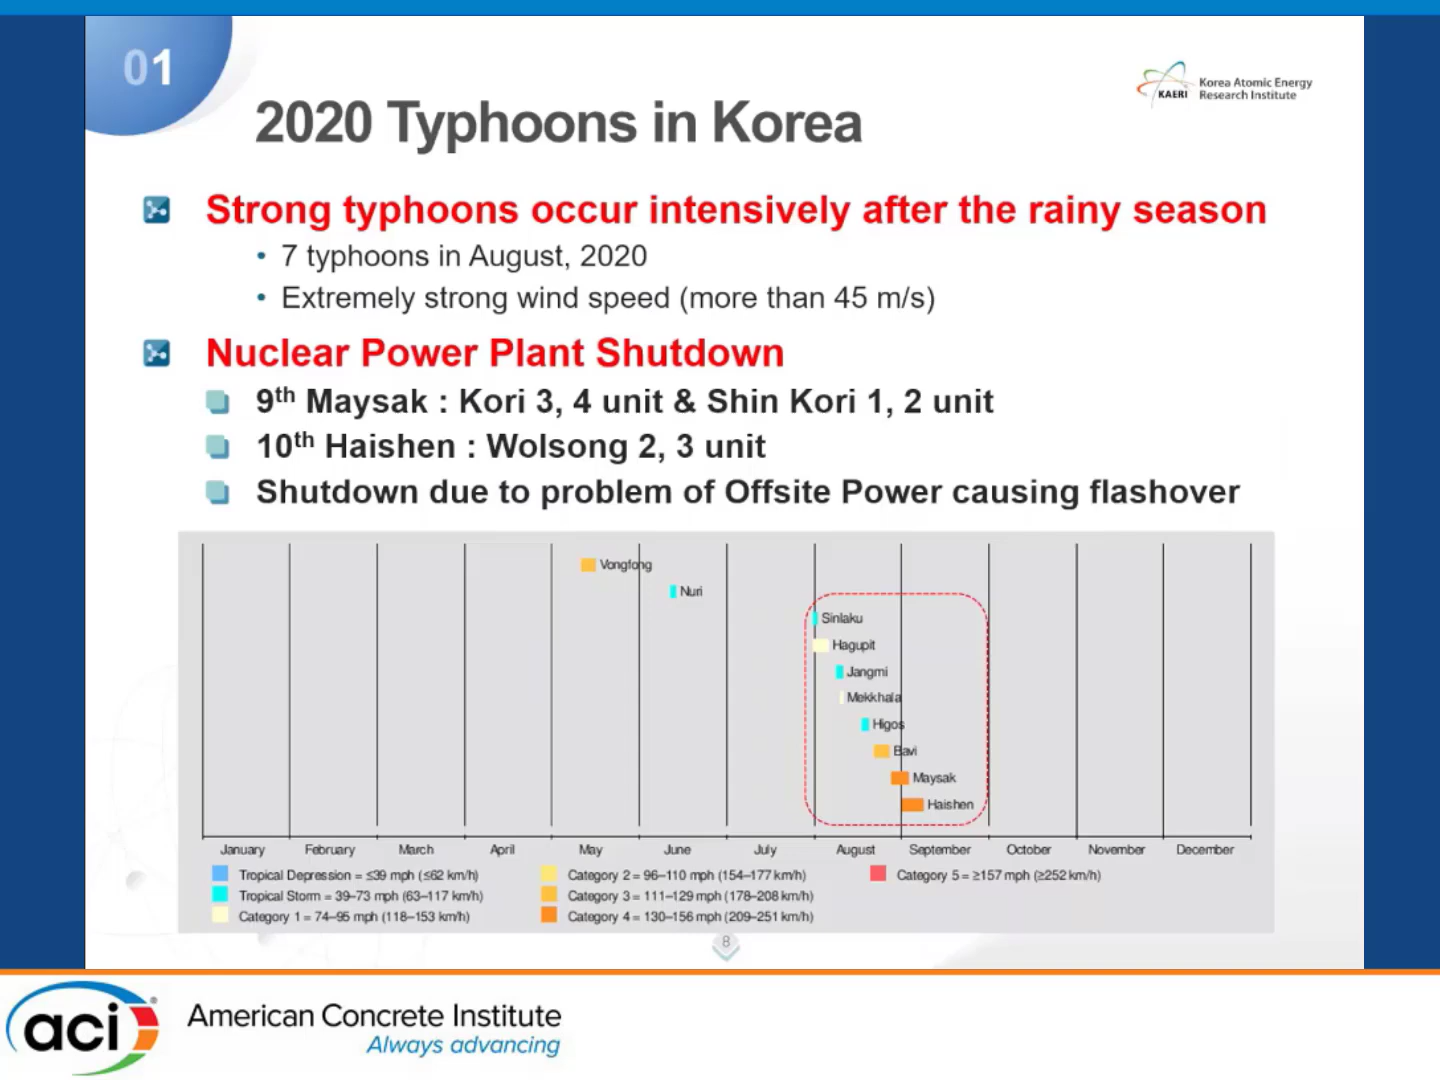 01
KAERI
Korea Atomic Energy
Research Institute
2020 Typhoons in Korea
Strong typhoons occur intensively after the rainy season
• 7 typhoons in August, 2020
• Extremely strong wind speed (more than 45 m/s)
Nuclear Power Plant Shutdown
9th Maysak : Kori 3, 4 unit & Shin Kori 1, 2 unit
10th Haishen : Wolsong 2, 3 unit
Shutdown due to problem of Offsite Power causing flashover
Vongfong
Nuri
Sinlaku
Hagupit
Jangmi
Mekkhala
Higos
Bavi
Maysak
Haishen
January February March April May June July August September October November December
Tropical Depression = ≤39 mph (≤62 km/h)
Tropical Storm = 39–73 mph (63–117 km/h)
Category 1 = 74–95 mph (118–153 km/h)
Category 2 = 96–110 mph (154–177 km/h)
Category 3 = 111–129 mph (178–208 km/h)
Category 4 = 130–156 mph (209–251 km/h)
Category 5 = ≥157 mph (≥252 km/h)
8
aci
American Concrete Institute
Always advancing